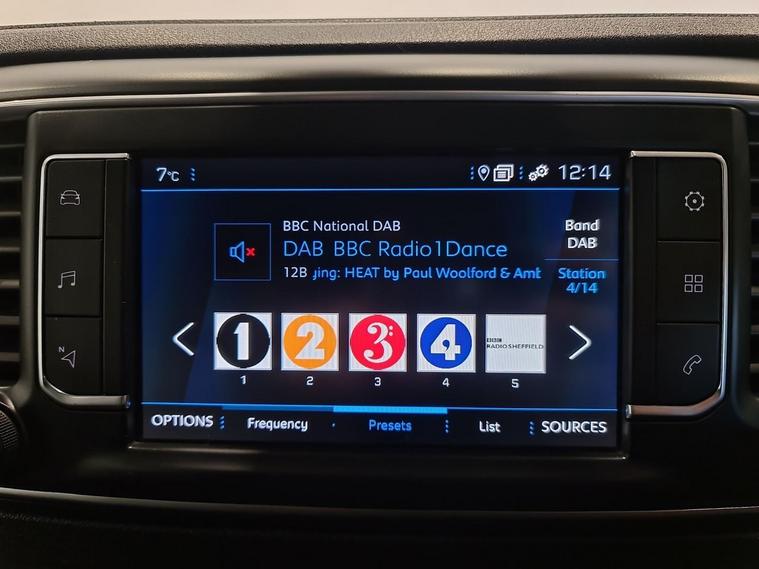 7°C
12:14
BBC National DAB
DAB BBC Radio1Dance
12B ying: HEAT by Paul Woolford & Amb
Band
DAB
Station
4/14
1 2 3: 4 BBC RADIO SHEFFIELD
1 2 3 4 5
OPTIONS Frequency Presets List SOURCES
N